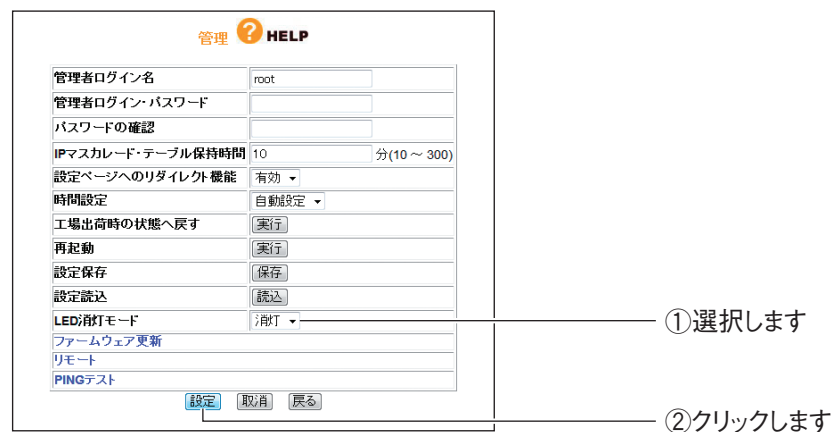 管理 ? HELP
管理者ログイン名 root
管理者ログイン・パスワード
パスワードの確認
IPマスカレード・テーブル保持時間 10 分(10 ～ 300)
設定ページへのリダイレクト機能 有効
時間設定 自動設定
工場出荷時の状態へ戻す 実行
再起動 実行
設定保存 保存
設定読込 読込
LED消灯モード 消灯
①選択します
ファームウェア更新
リモート
PINGテスト
設定 取消 戻る
②クリックします